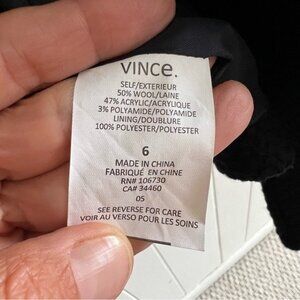 VINCE.
SELF/EXTERIEUR
50% WOOL/LAINE
47% ACRYLIC/ACRYLIQUE
3% POLYAMIDE/POLYAMIDE
LINING/DOUBLURE
100% POLYESTER/POLYESTER
6
MADE IN CHINA
FABRIQUÉ EN CHINE
RN# 106730
CA# 34460
05
SEE REVERSE FOR CARE
VOIR AU VERSO POUR LES SOINS